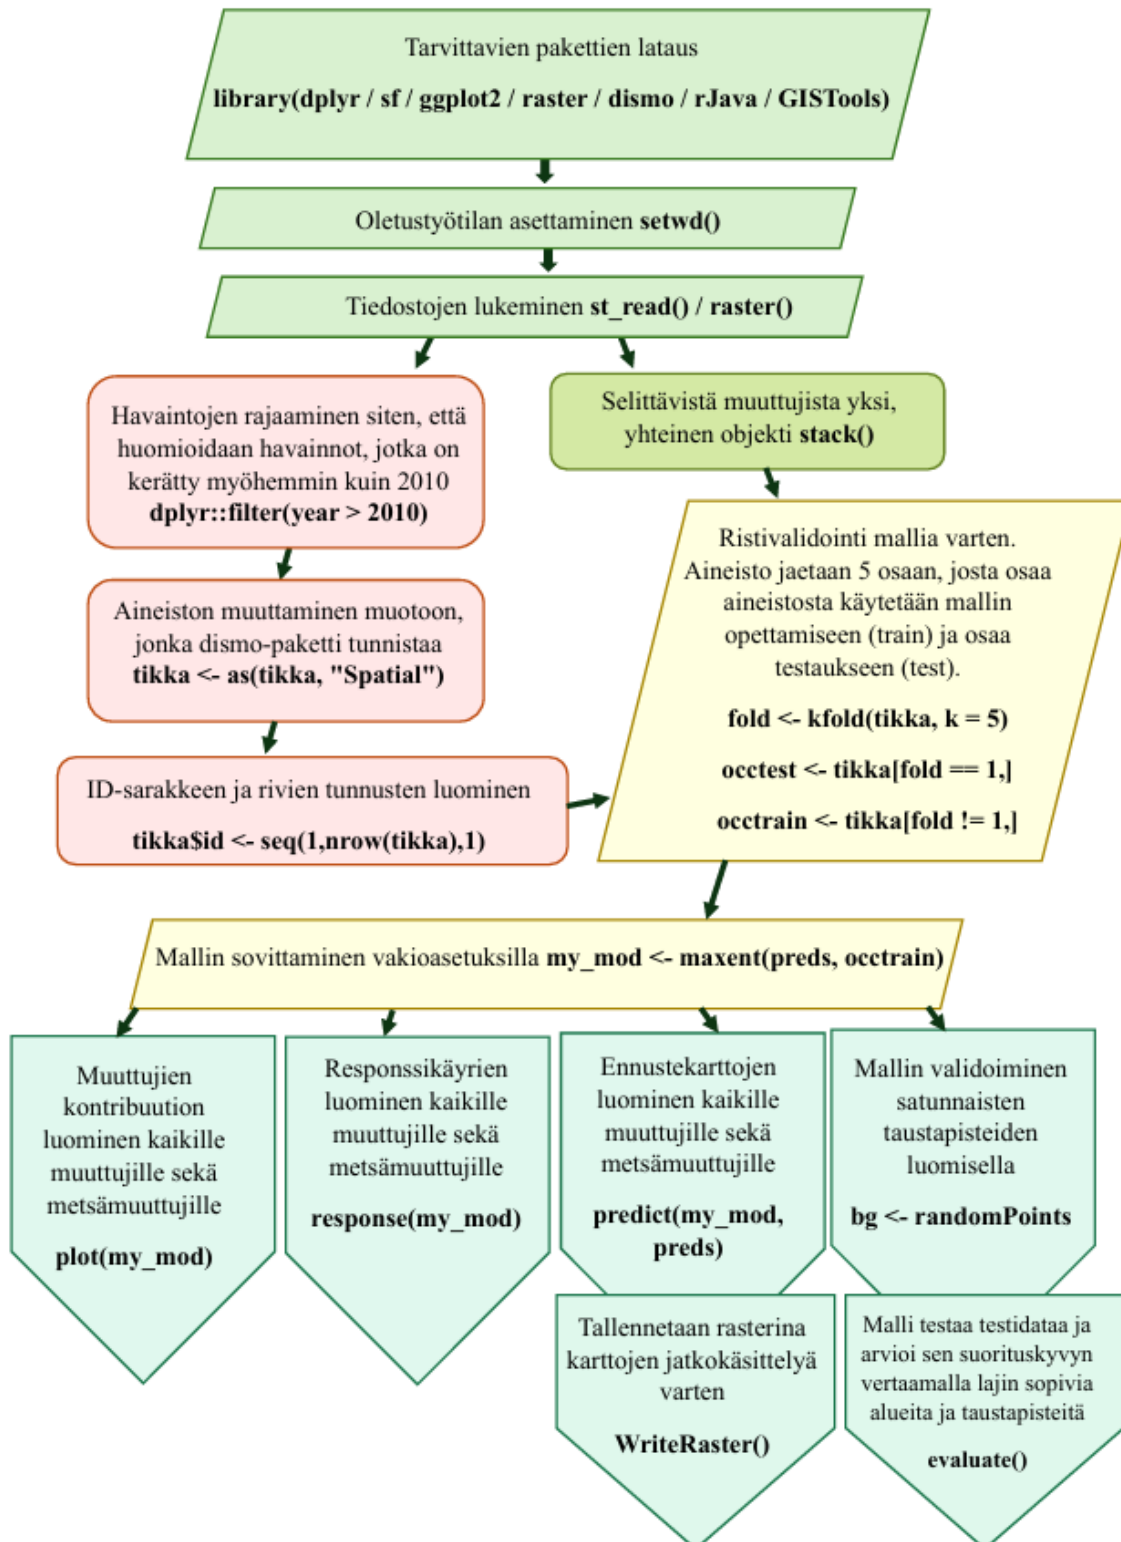 Tarvittavien pakettien lataus
library(dplyr / sf / ggplot2 / raster / dismo / rJava / GISTools)
Oletustyötilan asettaminen setwd()
Tiedostojen lukeminen st_read() / raster()
Havaintojen rajaaminen siten, että
huomioidaan havainnot, jotka on
kerätty myöhemmin kuin 2010
dplyr::filter(year > 2010)
Selittävistä muuttujista yksi,
yhteinen objekti stack()
Aineiston muuttaminen muotoon,
jonka dismo-paketti tunnistaa
tikka <- as(tikka, "Spatial")
ID-sarakkeen ja rivien tunnusten luominen
tikka$id <- seq(1,nrow(tikka),1)
Ristivalidointi mallia varten.
Aineisto jaetaan 5 osaan, josta osaa
aineistosta käytetään mallin
opettamiseen (train) ja osaa
testaukseen (test).
fold <- kfold(tikka, k = 5)
occtest <- tikka[fold == 1,]
occtrain <- tikka[fold != 1,]
Mallin sovittaminen vakioasetuksilla my_mod <- maxent(preds, occtrain)
Muuttujien
kontribuution
luominen kaikille
muuttujille sekä
metsämuuttujille
plot(my_mod)
Responssikäyrien
luominen kaikille
muuttujille sekä
metsämuuttujille
response(my_mod)
Ennustekarttojen
luominen kaikille
muuttujille sekä
metsämuuttujille
predict(my_mod,
preds)
Tallennetaan rasterina
karttojen jatkokäsittelyä
varten
WriteRaster()
Mallin validoiminen
satunnaisten
taustapisteiden
luomisella
bg <- randomPoints
Malli testaa testidataa ja
arvioi sen suorituskyvyn
vertaamalla lajin sopivia
alueita ja taustapisteitä
evaluate()